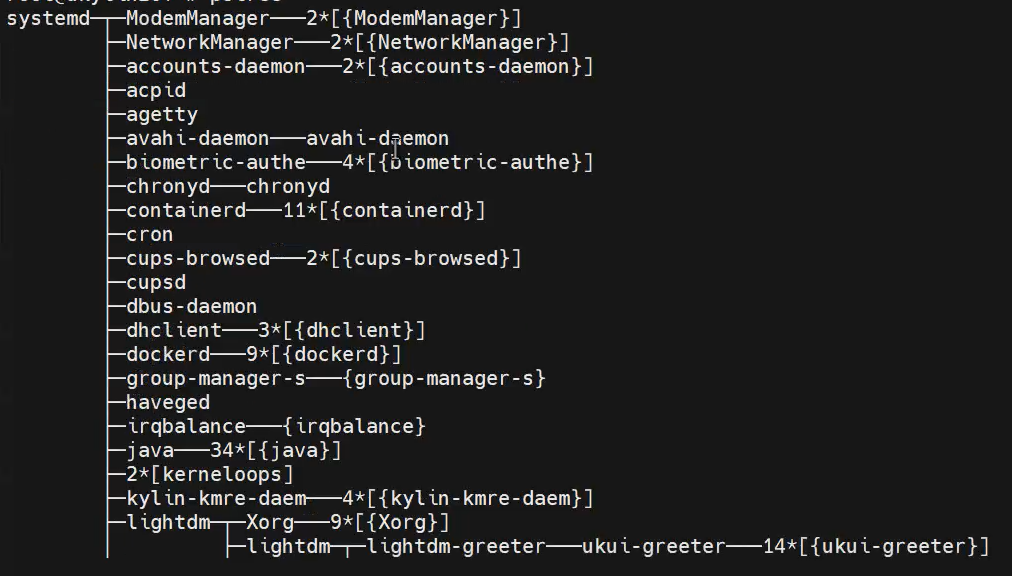 systemd─┬─ModemManager───2*[{ModemManager}]
        ├─NetworkManager───2*[{NetworkManager}]
        ├─accounts-daemon───2*[{accounts-daemon}]
        ├─acpid
        ├─agetty
        ├─avahi-daemon───avahi-daemon
        ├─biometric-authe───4*[{biometric-authe}]
        ├─chronyd───chronyd
        ├─containerd───11*[{containerd}]
        ├─cron
        ├─cups-browsed───2*[{cups-browsed}]
        ├─cupsd
        ├─dbus-daemon
        ├─dhclient───3*[{dhclient}]
        ├─dockerd───9*[{dockerd}]
        ├─group-manager-s───{group-manager-s}
        ├─haveged
        ├─irqbalance───{irqbalance}
        ├─java───34*[{java}]
        ├─2*[kerneloops]
        ├─kylin-kmre-daem───4*[{kylin-kmre-daem}]
        ├─lightdm─┬─Xorg───9*[{Xorg}]
        │         ├─lightdm─┬─lightdm-greeter───ukui-greeter───14*[{ukui-greeter}]